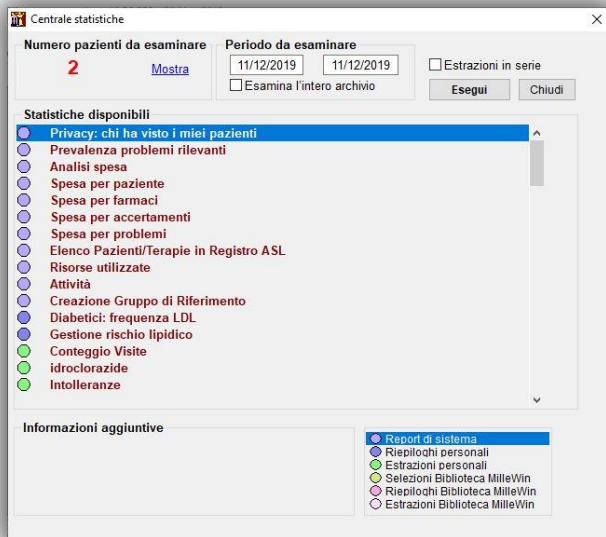 Centrale statistiche
Numero pazienti da esaminare
2 Mostra
Periodo da esaminare
11/12/2019 11/12/2019
Esamina l'intero archivio
Estrazioni in serie
Esegui Chiudi
Statistiche disponibili
Privacy: chi ha visto i miei pazienti
Prevalenza problemi rilevanti
Analisi spesa
Spesa per paziente
Spesa per farmaci
Spesa per accertamenti
Spesa per problemi
Elenco Pazienti/Terapie in Registro ASL
Risorse utilizzate
Attività
Creazione Gruppo di Riferimento
Diabetici: frequenza LDL
Gestione rischio lipidico
Conteggio Visite
idroclorazide
Intolleranze
Informazioni aggiuntive
Report di sistema
Riepiloghi personali
Estrazioni personali
Selezioni Biblioteca MilleWin
Riepiloghi Biblioteca MilleWin
Estrazioni Biblioteca MilleWin